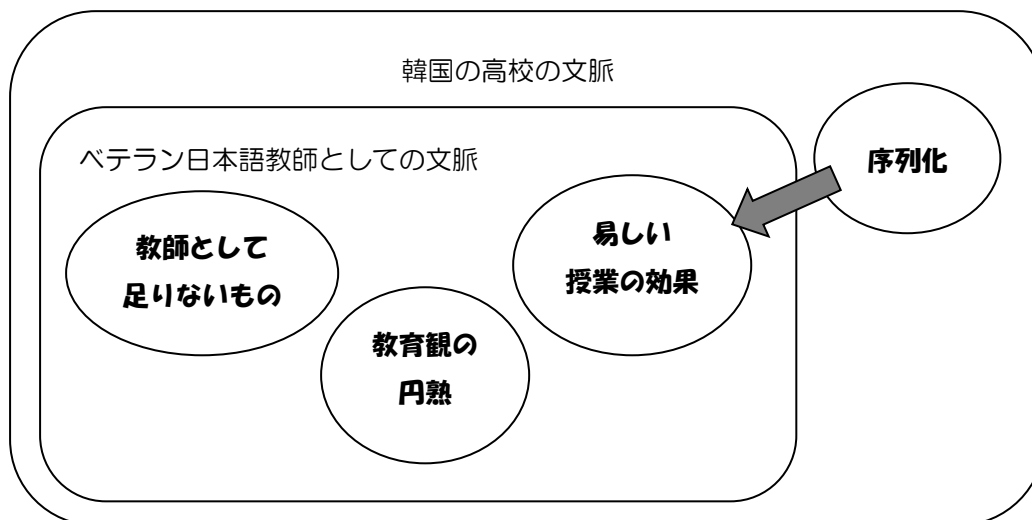 韓国の高校の文脈
ベテラン日本語教師としての文脈
序列化
教師として
足りないもの
易しい
授業の効果
教育観の
円熟